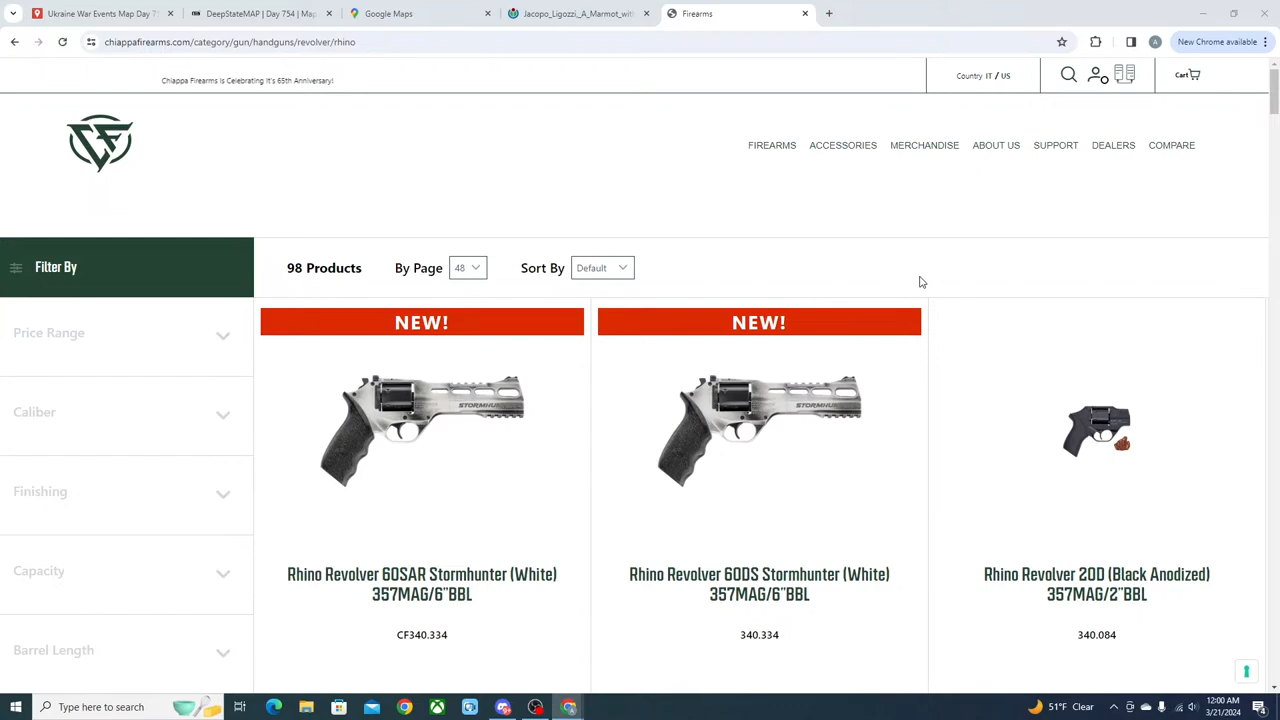 Ukraine War Events Map Day 75
DeepStateMAP | Day 754 | Map
Google Maps
Jacopo_Ligozzi_A_Marmot_with
Firearms
chiappafirearms.com/category/gun/handguns/revolver/rhino
New Chrome available
Chiappa Firearms Is Celebrating It's 65th Anniversary!
Country IT / US
Cart
CF
FIREARMS ACCESSORIES MERCHANDISE ABOUT US SUPPORT DEALERS COMPARE
Filter By
98 Products By Page 48 Sort By Default
Price Range
Caliber
Finishing
Capacity
Barrel Length
NEW!
STORMHUN
Rhino Revolver 60SAR Stormhunter (White)
357MAG/6"BBL
CF340.334
NEW!
STORMHUN
Rhino Revolver 60DS Stormhunter (White)
357MAG/6"BBL
340.334
Rhino Revolver 20D (Black Anodized)
357MAG/2"BBL
340.084
Type here to search
51°F Clear
12:00 AM
3/21/2024